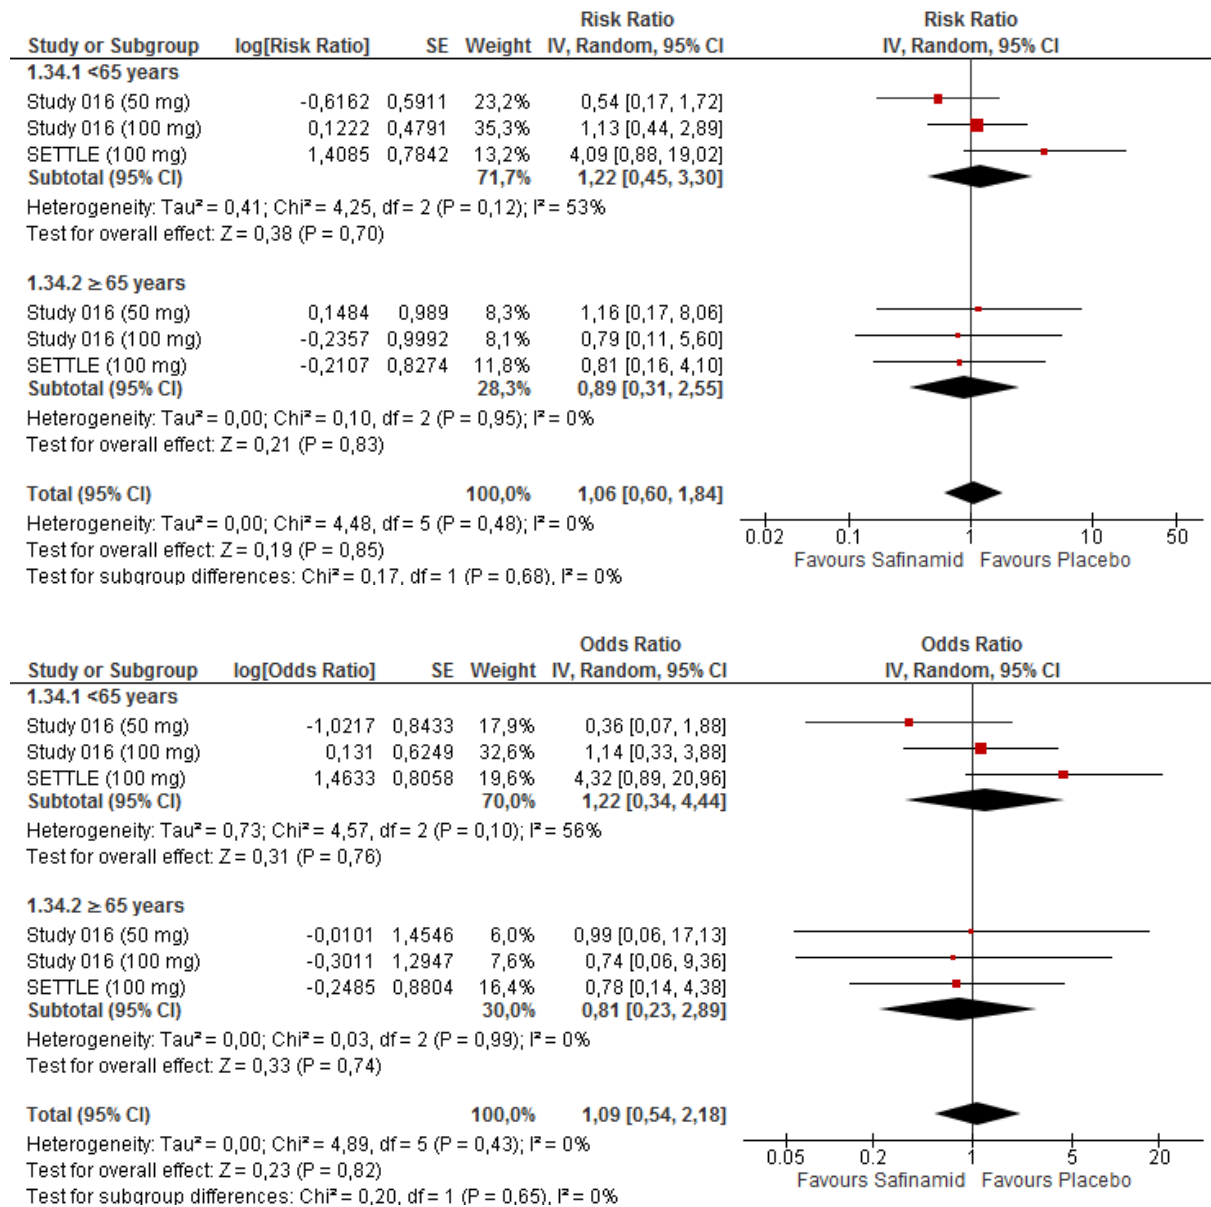 Risk Ratio Risk Ratio
Study or Subgroup log[Risk Ratio] SE Weight IV, Random, 95% CI IV, Random, 95% CI
1.34.1 <65 years
Study 016 (50 mg) -0,6162 0,5911 23,2% 0,54 [0,17, 1,72]
Study 016 (100 mg) 0,1222 0,4791 35,3% 1,13 [0,44, 2,89]
SETTLE (100 mg) 1,4085 0,7842 13,2% 4,09 [0,88, 19,02]
Subtotal (95% CI) 71,7% 1,22 [0,45, 3,30]
Heterogeneity: Tau² = 0,41; Chi² = 4,25, df = 2 (P = 0,12); I² = 53%
Test for overall effect: Z = 0,38 (P = 0,70)
1.34.2 ≥ 65 years
Study 016 (50 mg) 0,1484 0,989 8,3% 1,16 [0,17, 8,06]
Study 016 (100 mg) -0,2357 0,9992 8,1% 0,79 [0,11, 5,60]
SETTLE (100 mg) -0,2107 0,8274 11,8% 0,81 [0,16, 4,10]
Subtotal (95% CI) 28,3% 0,89 [0,31, 2,55]
Heterogeneity: Tau² = 0,00; Chi² = 0,10, df = 2 (P = 0,95); I² = 0%
Test for overall effect: Z = 0,21 (P = 0,83)
Total (95% CI) 100,0% 1,06 [0,60, 1,84]
Heterogeneity: Tau² = 0,00; Chi² = 4,48, df = 5 (P = 0,48); I² = 0%
Test for overall effect: Z = 0,19 (P = 0,85)
Test for subgroup differences: Chi² = 0,17, df = 1 (P = 0,68), I² = 0%
0.02 0.1 1 10 50
Favours Safinamid Favours Placebo
Odds Ratio Odds Ratio
Study or Subgroup log[Odds Ratio] SE Weight IV, Random, 95% CI IV, Random, 95% CI
1.34.1 <65 years
Study 016 (50 mg) -1,0217 0,8433 17,9% 0,36 [0,07, 1,88]
Study 016 (100 mg) 0,131 0,6249 32,6% 1,14 [0,33, 3,88]
SETTLE (100 mg) 1,4633 0,8058 19,6% 4,32 [0,89, 20,96]
Subtotal (95% CI) 70,0% 1,22 [0,34, 4,44]
Heterogeneity: Tau² = 0,73; Chi² = 4,57, df = 2 (P = 0,10); I² = 56%
Test for overall effect: Z = 0,31 (P = 0,76)
1.34.2 ≥ 65 years
Study 016 (50 mg) -0,0101 1,4546 6,0% 0,99 [0,06, 17,13]
Study 016 (100 mg) -0,3011 1,2947 7,6% 0,74 [0,06, 9,36]
SETTLE (100 mg) -0,2485 0,8804 16,4% 0,78 [0,14, 4,38]
Subtotal (95% CI) 30,0% 0,81 [0,23, 2,89]
Heterogeneity: Tau² = 0,00; Chi² = 0,03, df = 2 (P = 0,99); I² = 0%
Test for overall effect: Z = 0,33 (P = 0,74)
Total (95% CI) 100,0% 1,09 [0,54, 2,18]
Heterogeneity: Tau² = 0,00; Chi² = 4,89, df = 5 (P = 0,43); I² = 0%
Test for overall effect: Z = 0,23 (P = 0,82)
Test for subgroup differences: Chi² = 0,20, df = 1 (P = 0,65), I² = 0%
0.05 0.2 1 5 20
Favours Safinamid Favours Placebo